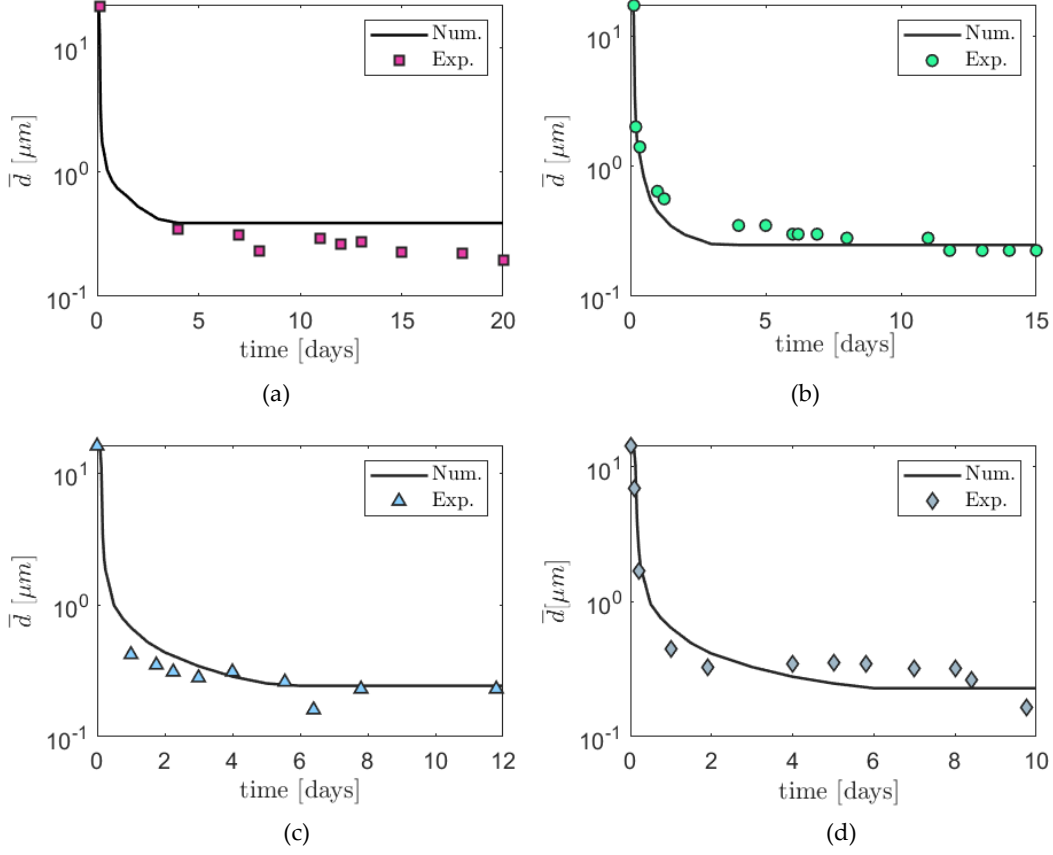 Num.
Exp.
10^1
10^0
10^-1
d̅ [μm]
0 5 10 15 20
time [days]
(a)
Num.
Exp.
10^1
10^0
10^-1
d̅ [μm]
0 5 10 15
time [days]
(b)
Num.
Exp.
10^1
10^0
10^-1
d̅ [μm]
0 2 4 6 8 10 12
time [days]
(c)
Num.
Exp.
10^1
10^0
10^-1
d̅[μm]
0 2 4 6 8 10
time [days]
(d)